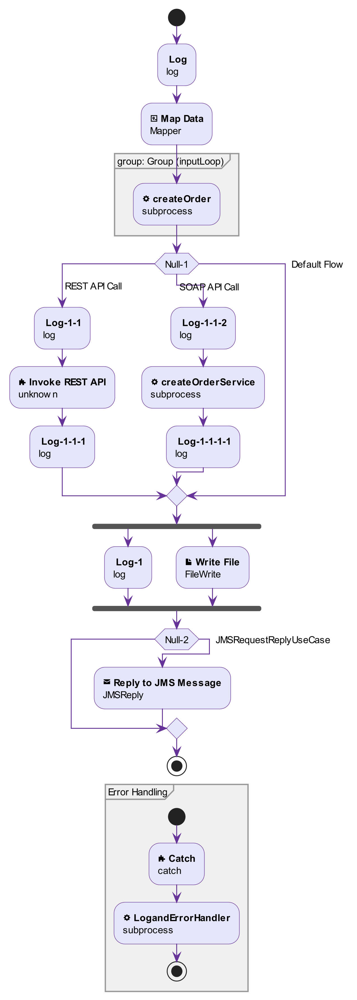 Log
log
Map Data
Mapper
group: Group (inputLoop)
createOrder
subprocess
Null-1
Default Flow
REST API Call
SOAP API Call
Log-1-1
log
Log-1-1-2
log
Invoke REST API
unknown
createOrderService
subprocess
Log-1-1-1
log
Log-1-1-1-1
log
Log-1
log
Write File
FileWrite
Null-2
JMSRequestReplyUseCase
Reply to JMS Message
JMSReply
Error Handling
Catch
catch
LogandErrorHandler
subprocess